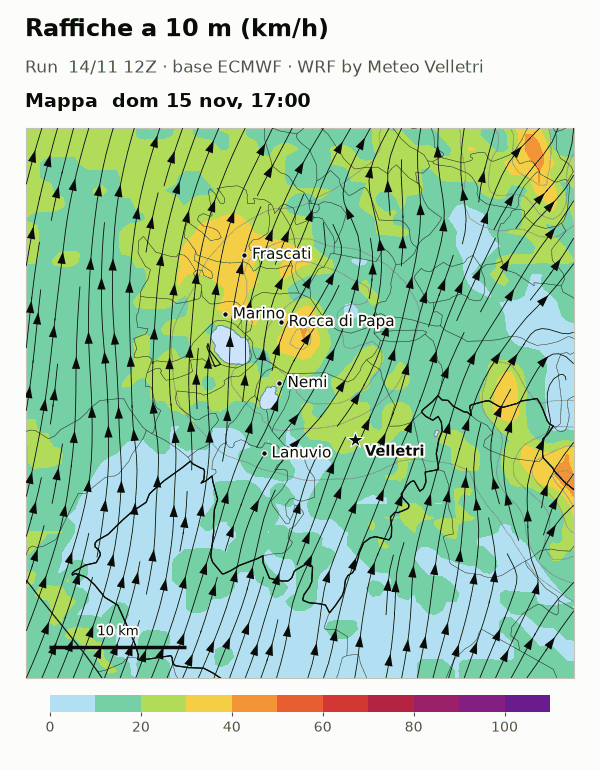 Raffiche a 10 m (km/h)
Run  14/11 12Z · base ECMWF · WRF by Meteo Velletri
Mappa  dom 15 nov, 17:00
Frascati
Marino
Rocca di Papa
Nemi
Velletri
Lanuvio
10 km
0 20 40 60 80 100